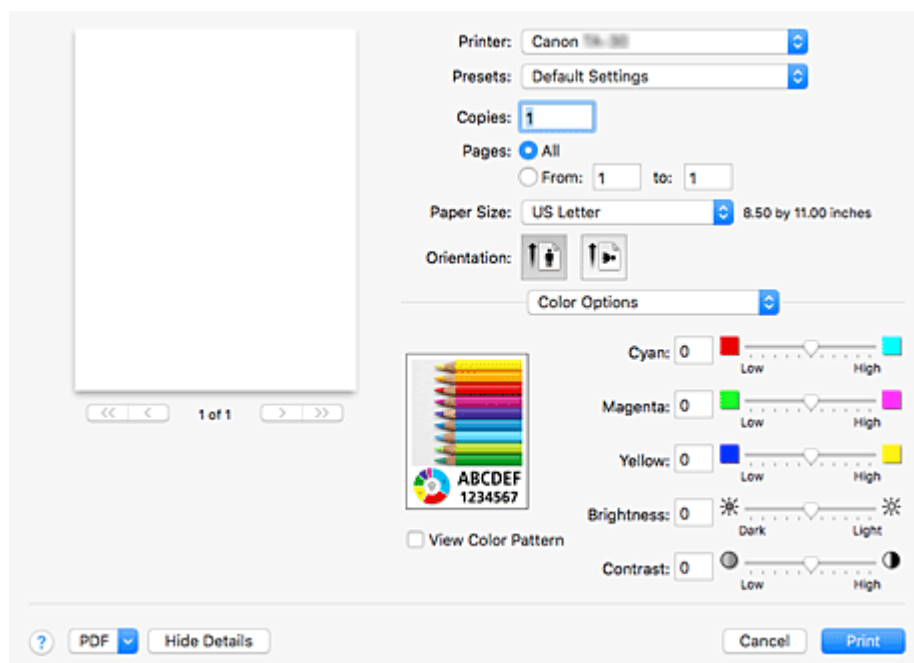 Printer: Canon
Presets: Default Settings
Copies: 1
Pages: All
From: 1 to: 1
Paper Size: US Letter 8.50 by 11.00 inches
Orientation:
Color Options
Cyan: 0
Low High
Magenta: 0
Low High
Yellow: 0
Low High
Brightness: 0
Dark Light
Contrast: 0
Low High
ABCDEF
1234567
View Color Pattern
<< < 1 of 1 > >>
? PDF Hide Details Cancel Print